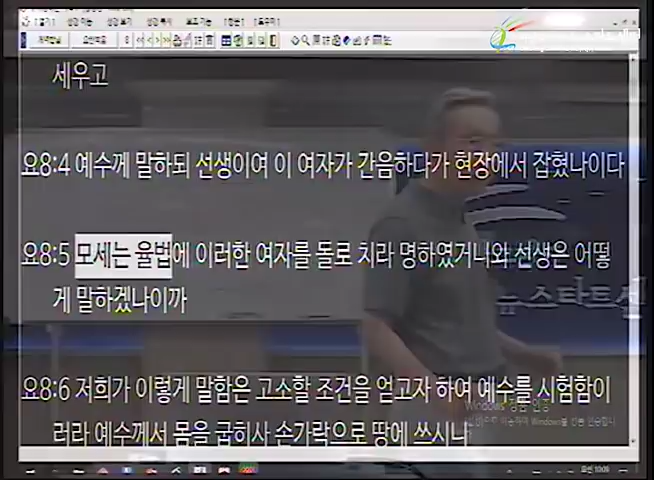 세우고
요8:4 예수께 말하되 선생이여 이 여자가 간음하다가 현장에서 잡혔나이다
요8:5 모세는 율법에 이러한 여자를 돌로 치라 명하였거니와 선생은 어떻
게 말하겠나이까
뉴스타트센
요8:6 저희가 이렇게 말함은 고소할 조건을 얻고자 하여 예수를 시험함이
러라 예수께서 몸을 굽히사 손가락으로 땅에 쓰시니